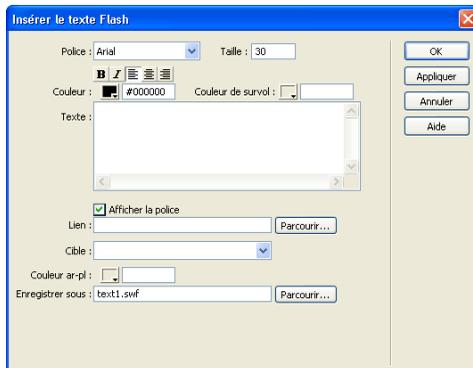 Insérer le texte Flash
Police : Arial Taille : 30 OK
B I Appliquer
Couleur : #000000 Couleur de survol : Annuler
Texte : Aide
Afficher la police
Lien : Parcourir...
Cible :
Couleur ar-pl :
Enregistrer sous : text1.swf Parcourir...